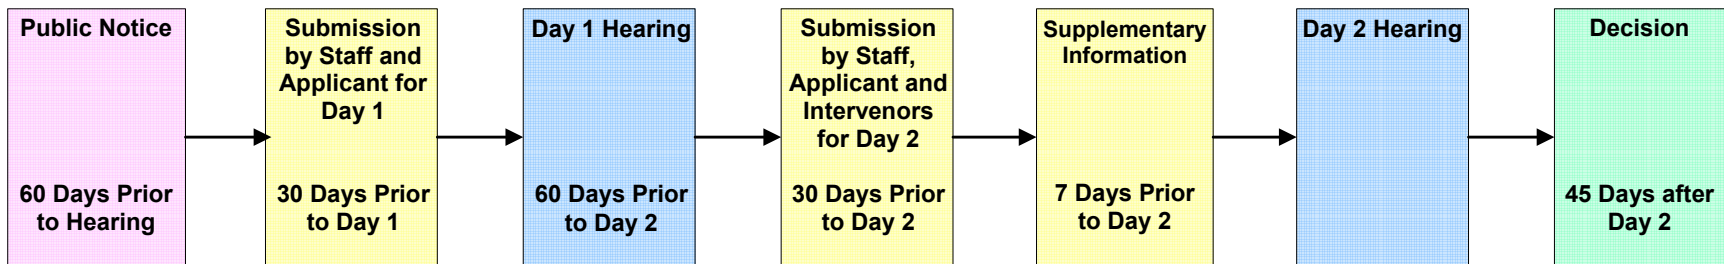 Public Notice
60 Days Prior
to Hearing
Submission
by Staff and
Applicant for
Day 1
30 Days Prior
to Day 1
Day 1 Hearing
60 Days Prior
to Day 2
Submission
by Staff,
Applicant and
Intervenors
for Day 2
30 Days Prior
to Day 2
Supplementary
Information
7 Days Prior
to Day 2
Day 2 Hearing
Decision
45 Days after
Day 2